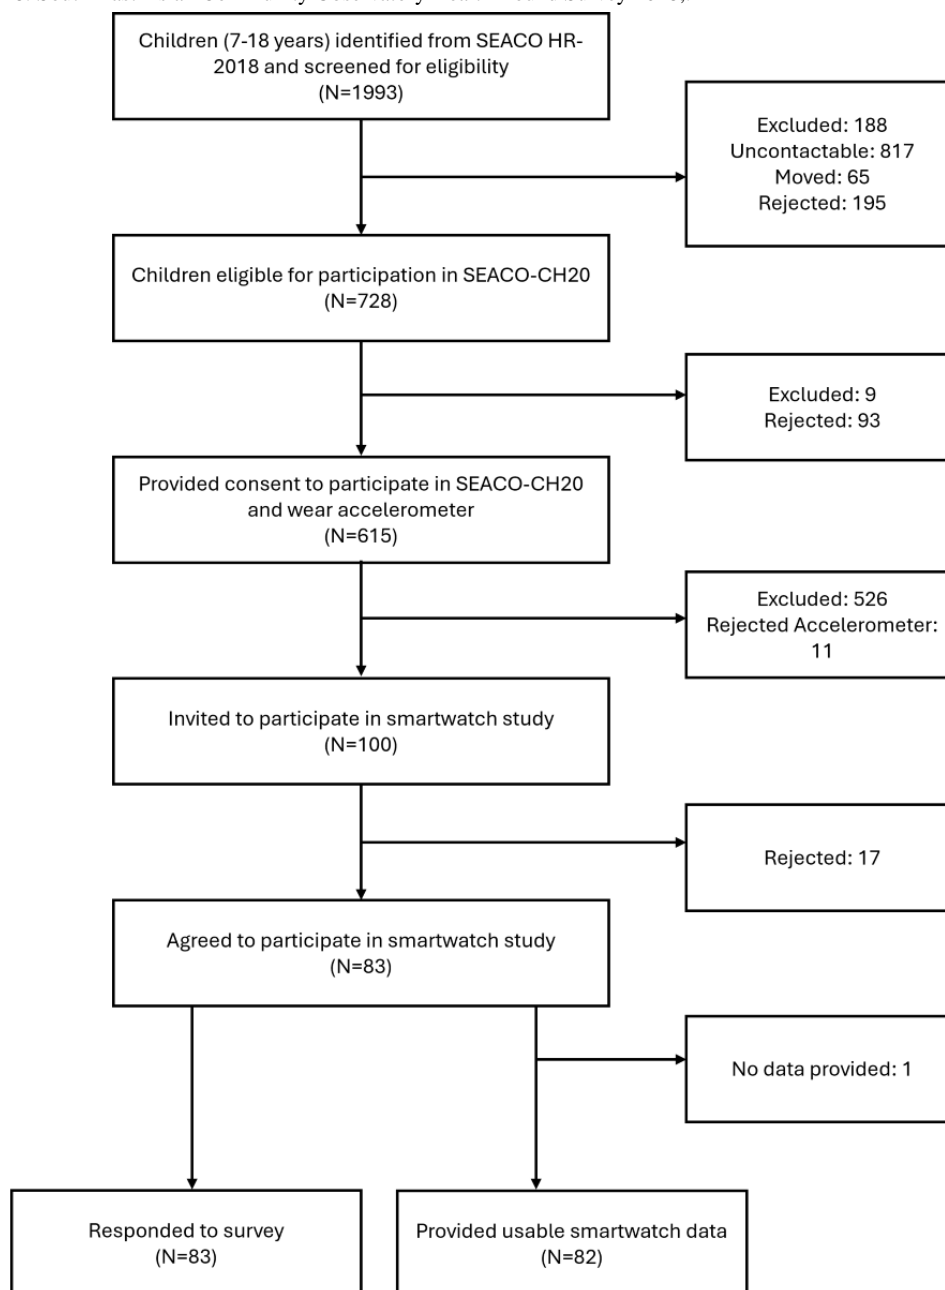 Children (7-18 years) identified from SEACO HR-
2018 and screened for eligibility
(N=1993)
Excluded: 188
Uncontactable: 817
Moved: 65
Rejected: 195
Children eligible for participation in SEACO-CH20
(N=728)
Excluded: 9
Rejected: 93
Provided consent to participate in SEACO-CH20
and wear accelerometer
(N=615)
Excluded: 526
Rejected Accelerometer:
11
Invited to participate in smartwatch study
(N=100)
Rejected: 17
Agreed to participate in smartwatch study
(N=83)
No data provided: 1
Responded to survey
(N=83)
Provided usable smartwatch data
(N=82)